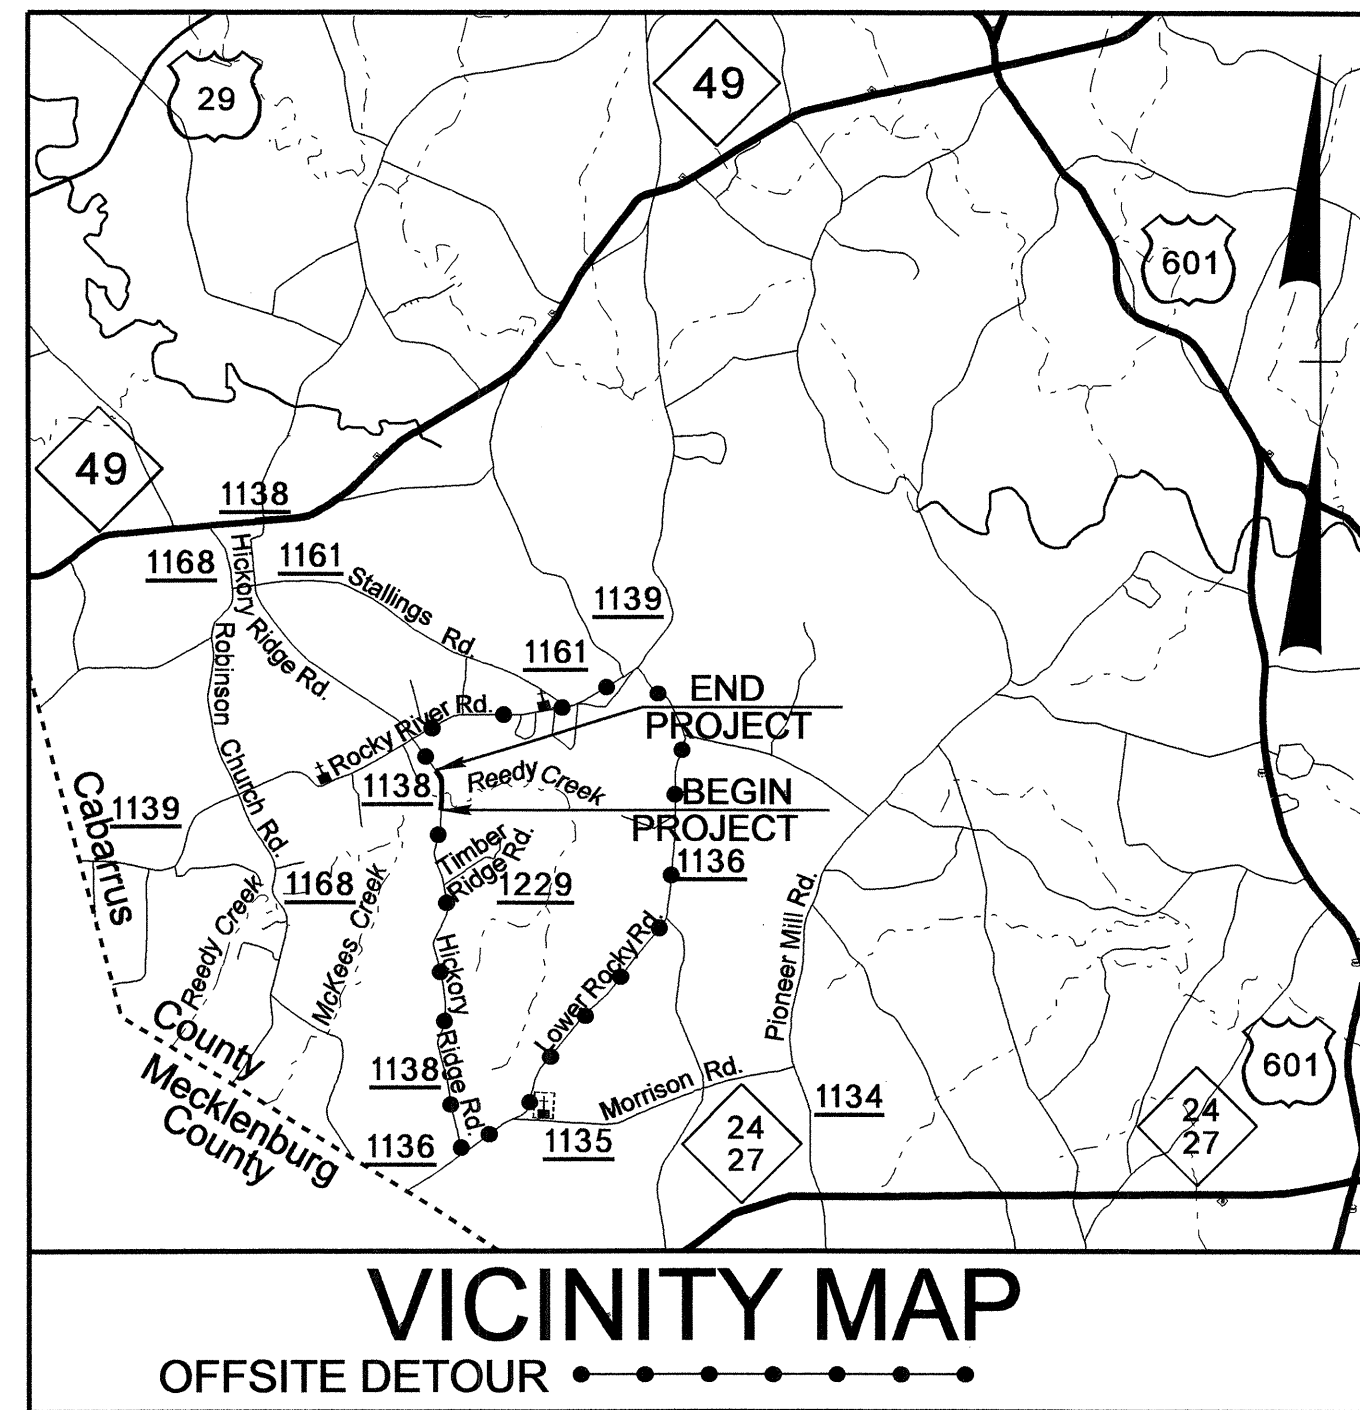 29
49
601
49
1138
1168
1161
Hickory Ridge Rd.
Stallings Rd.
1139
Robinson Church Rd.
1161
END
PROJECT
Rocky River Rd.
1138
Reedy Creek
BEGIN
PROJECT
Cabarrus
County
1139
Timber
Ridge Rd.
1136
1168
1229
Reedy Creek
McKees Creek
Hickory Ridge Rd.
Lower Rocky Rd.
Pioneer Mill Rd.
Mecklenburg
County
1138
Morrison Rd.
1134
601
24
27
24
27
1136
1135
VICINITY MAP
OFFSITE DETOUR